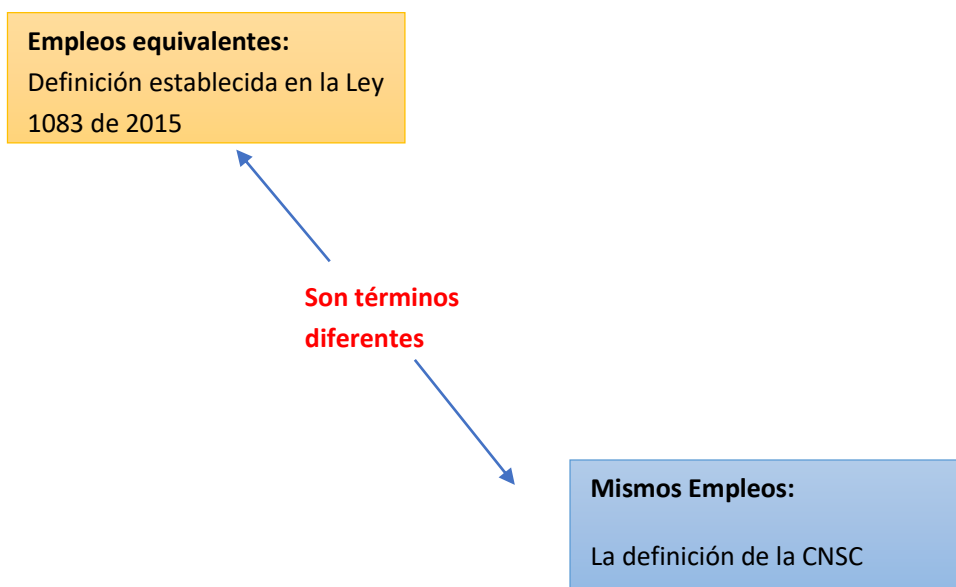 Empleos equivalentes:
Definición establecida en la Ley
1083 de 2015
Son términos
diferentes
Mismos Empleos:
La definición de la CNSC